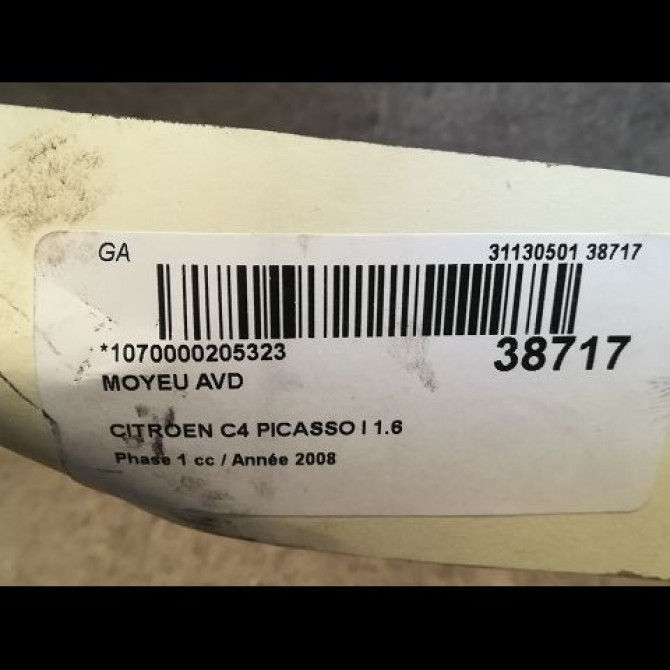 GA 31130501 38717
*1070000205323 38717
MOYEU AVD
CITROEN C4 PICASSO I 1.6
Phase 1 cc / Année 2008